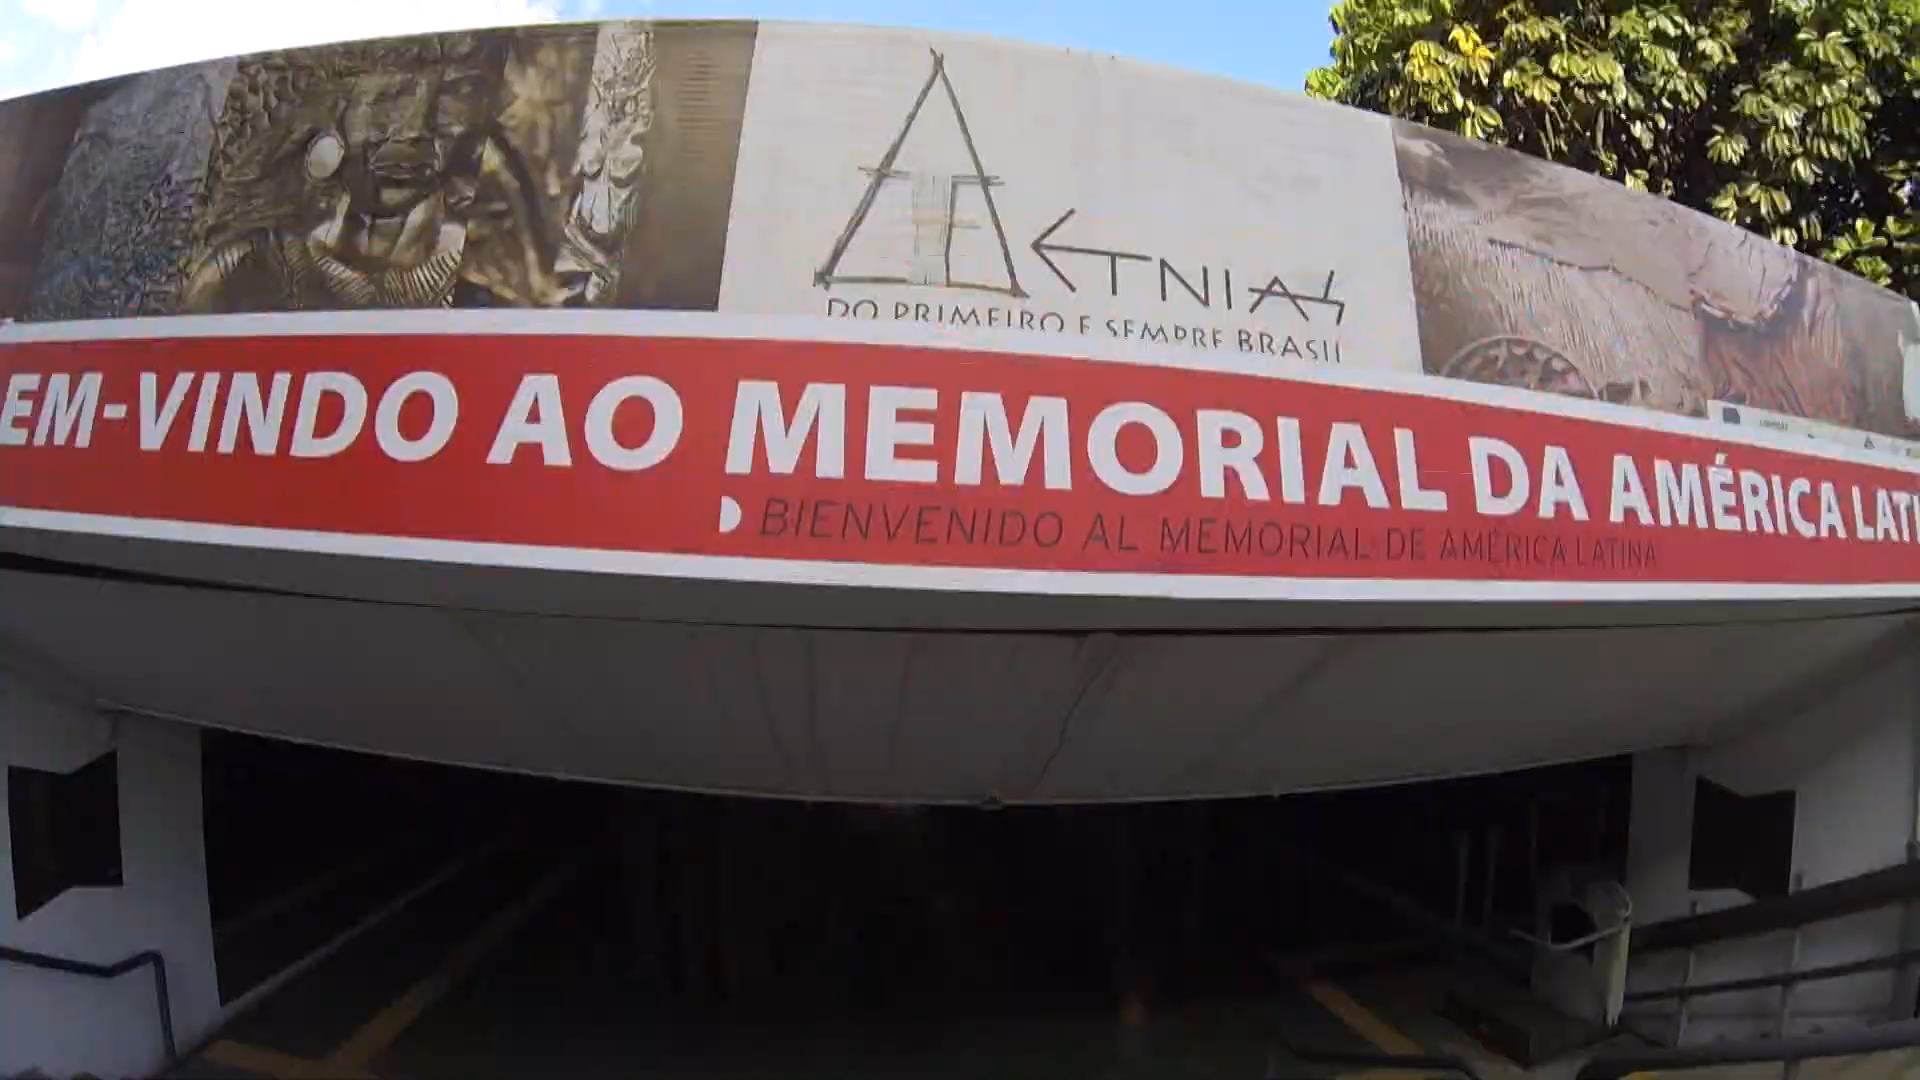 ETNIAS
DO PRIMEIRO E SEMPRE BRASIL
EM-VINDO AO MEMORIAL DA AMÉRICA LATI
BIENVENIDO AL MEMORIAL DE AMÉRICA LATINA